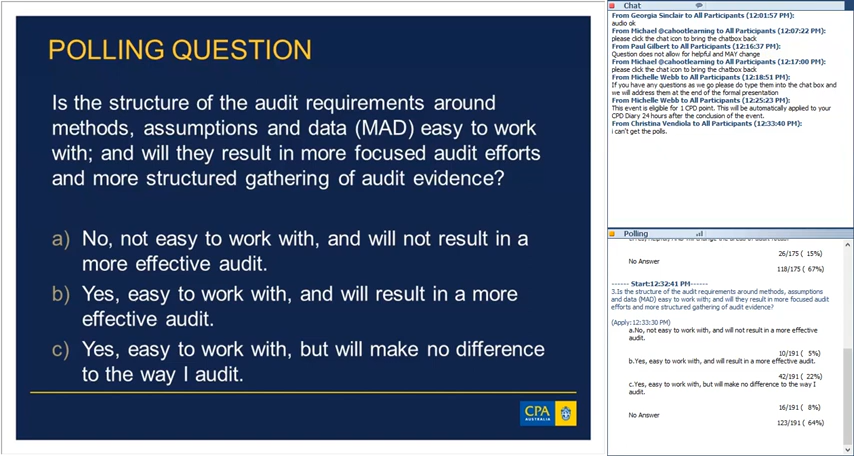 POLLING QUESTION
Is the structure of the audit requirements around
methods, assumptions and data (MAD) easy to work
with; and will they result in more focused audit efforts
and more structured gathering of audit evidence?
a) No, not easy to work with, and will not result in a
more effective audit.
b) Yes, easy to work with, and will result in a more
effective audit.
c) Yes, easy to work with, but will make no difference
to the way I audit.
CPA
AUSTRALIA
Chat
From Georgia Sinclair to All Participants (12:01:57 PM):
audio ok
From Michael @cahootlearning to All Participants (12:07:22 PM):
please click the chat icon to bring the chatbox back
From Paul Gilbert to All Participants (12:16:37 PM):
Question does not allow for helpful and MAY change
From Michael @cahootlearning to All Participants (12:17:00 PM):
please click the chat icon to bring the chatbox back
From Michelle Webb to All Participants (12:18:51 PM):
If you have any questions as we go please do type them into the chat box and
we will address them at the end of the formal presentation
From Michelle Webb to All Participants (12:25:23 PM):
This event is eligible for 1 CPD point. This will be automatically applied to your
CPD Diary 24 hours after the conclusion of the event.
From Christina Vendiola to All Participants (12:33:40 PM):
i can't get the polls.
Polling
26/175 ( 15%)
No Answer
118/175 ( 67%)
------ Start:12:32:41 PM------
3.Is the structure of the audit requirements around methods, assumptions
and data (MAD) easy to work with; and will they result in more focused audit
efforts and more structured gathering of audit evidence?
(Apply:12:33:30 PM)
a.No, not easy to work with, and will not result in a more effective
audit.
10/191 ( 5%)
b.Yes, easy to work with, and will result in a more effective audit.
42/191 ( 22%)
c.Yes, easy to work with, but will make no difference to the way I
audit.
16/191 ( 8%)
No Answer
123/191 ( 64%)